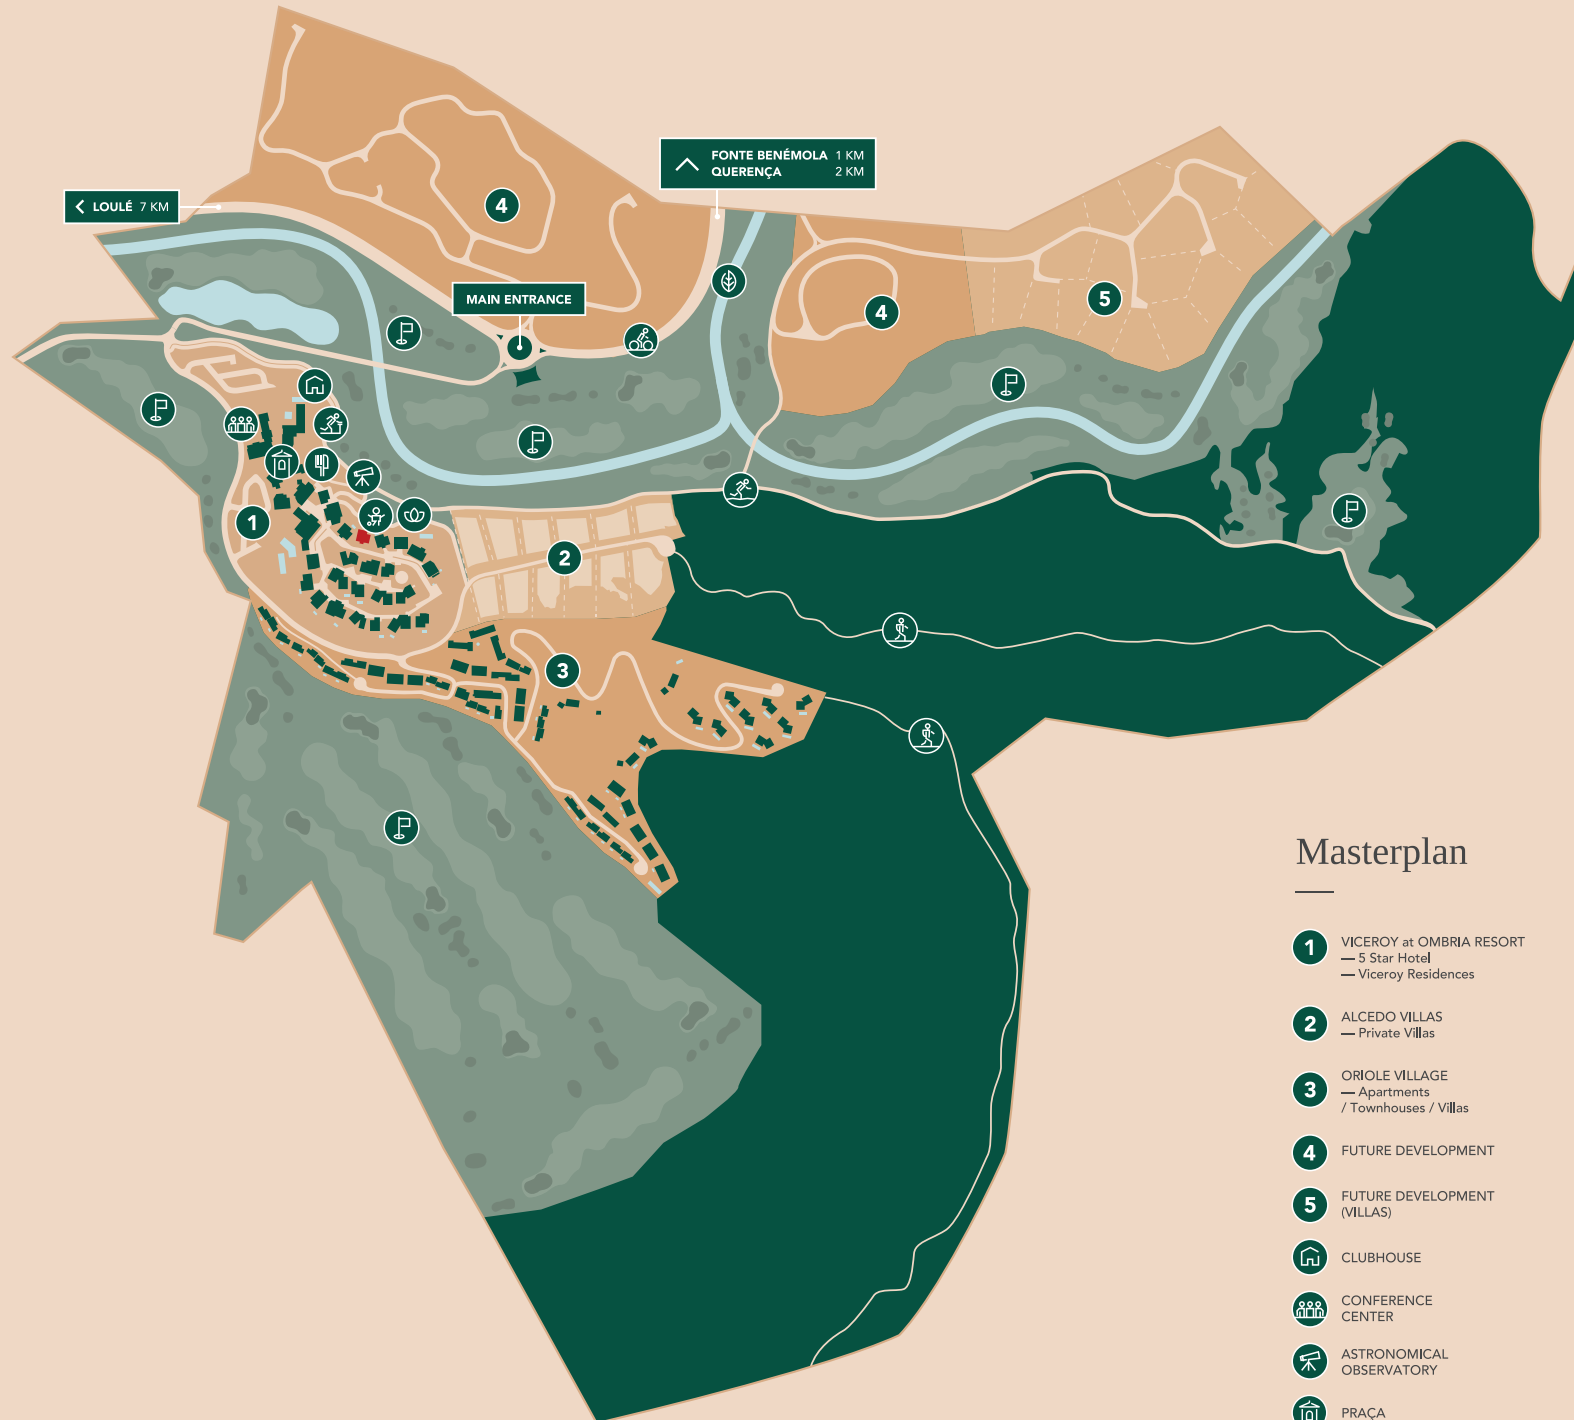 FONTE BENÉMOLA 1 KM
QUERENÇA 2 KM
LOULÉ 7 KM
4
MAIN ENTRANCE
4
5
1
2
3
Masterplan
1 VICEROY at OMBRIA RESORT
— 5 Star Hotel
— Viceroy Residences
2 ALCEDO VILLAS
— Private Villas
3 ORIOLE VILLAGE
— Apartments
/ Townhouses / Villas
4 FUTURE DEVELOPMENT
5 FUTURE DEVELOPMENT
(VILLAS)
CLUBHOUSE
CONFERENCE
CENTER
ASTRONOMICAL
OBSERVATORY
PRAÇA